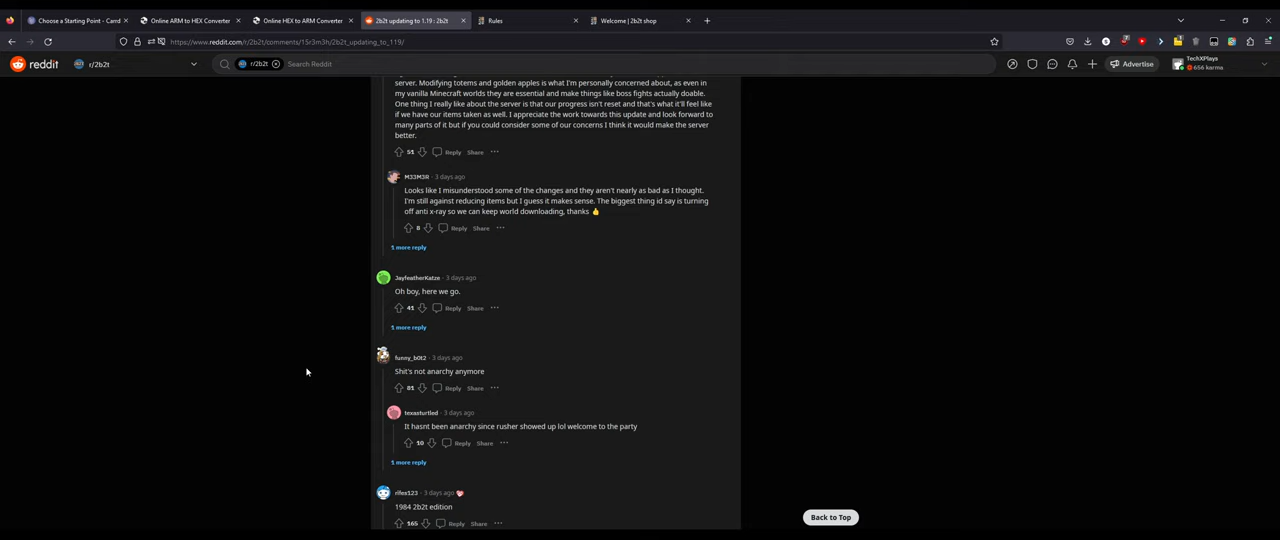 Choose a Starting Point - Carrd
Online ARM to HEX Converter
Online HEX to ARM Converter
2b2t updating to 1.19 : 2b2t
Rules
Welcome | 2b2t shop
https://www.reddit.com/r/2b2t/comments/15r3m3h/2b2t_updating_to_119/
reddit
r/2b2t
r/2b2t
Search Reddit
Advertise
TechXPlays
656 karma
server. Modifying totems and golden apples is what I'm personally concerned about, as even in
my vanilla Minecraft worlds they are essential and make things like boss fights actually doable.
One thing I really like about the server is that our progress isn't reset and that's what it'll feel like
if we have our items taken as well. I appreciate the work towards this update and look forward to
many parts of it but if you could consider some of our concerns I think it would make the server
better.
51 Reply Share ···
M33M3R · 3 days ago
Looks like I misunderstood some of the changes and they aren't nearly as bad as I thought.
I'm still against reducing items but I guess it makes sense. The biggest thing id say is turning
off anti x-ray so we can keep world downloading, thanks 👍
8 Reply Share ···
1 more reply
JayfeatherKatze · 3 days ago
Oh boy, here we go.
41 Reply Share ···
1 more reply
funny_b0t2 · 3 days ago
Shit's not anarchy anymore
81 Reply Share ···
texasturtled · 3 days ago
It hasnt been anarchy since rusher showed up lol welcome to the party
10 Reply Share ···
1 more reply
rifex123 · 3 days ago
1984 2b2t edition
165 Reply Share ···
Back to Top